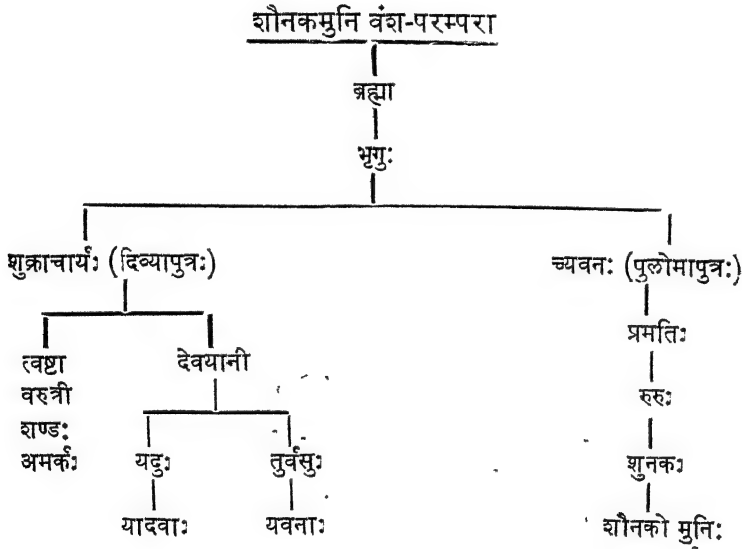 शौनकमुनि वंश-परम्परा
ब्रह्मा
भृगुः
शुक्राचार्यः (दिव्यापुत्रः) च्यवनः (पुलोमापुत्रः)
प्रमतिः
त्वष्टा देवयानी
वरुत्री रुरुः
शण्डः
अमर्कः यदुः तुर्वसुः शुनकः
यादवाः यवनाः शौनको मुनिः